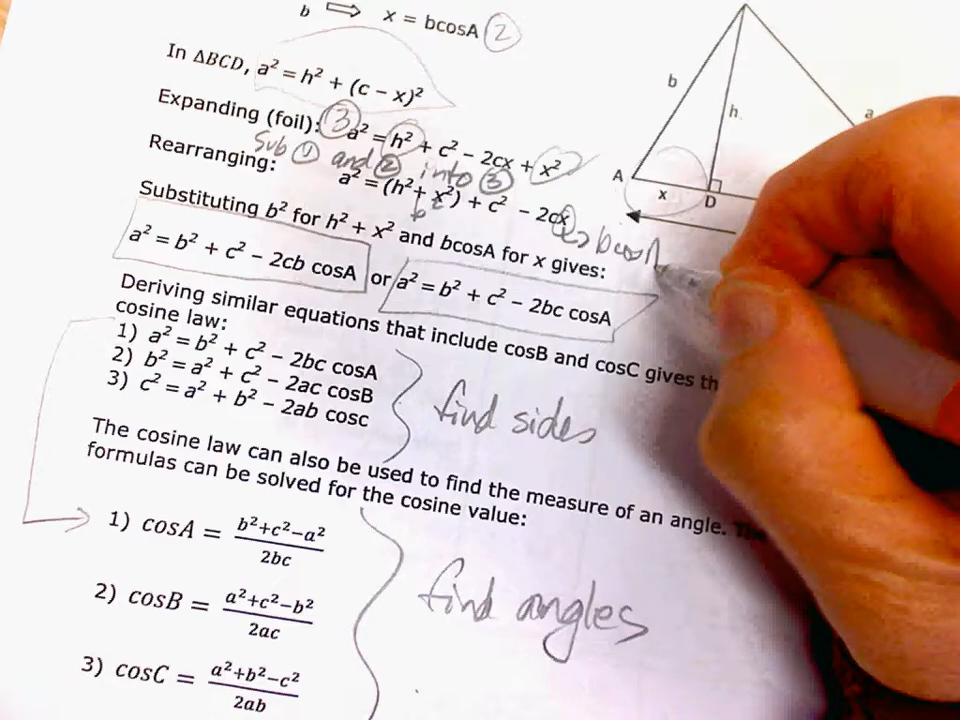 b ⇒ x = bcosA ②
In ΔBCD, a² = h² + (c − x)²
Expanding (foil): ③ a² = h² + c² − 2cx + x²
Sub ① and ② into ③
Rearranging: a² = (h² + x²) + c² − 2cx
b² ↳ bcosA
Substituting b² for h² + x² and bcosA for x gives:
a² = b² + c² − 2cb cosA or a² = b² + c² − 2bc cosA
Deriving similar equations that include cosB and cosC gives th
cosine law:
1) a² = b² + c² − 2bc cosA
2) b² = a² + c² − 2ac cosB
3) c² = a² + b² − 2ab cosc
find sides
The cosine law can also be used to find the measure of an angle. The
formulas can be solved for the cosine value:
1) cosA = b²+c²−a² / 2bc
2) cosB = a²+c²−b² / 2ac
3) cosC = a²+b²−c² / 2ab
find angles
b
h
a
A
x
D